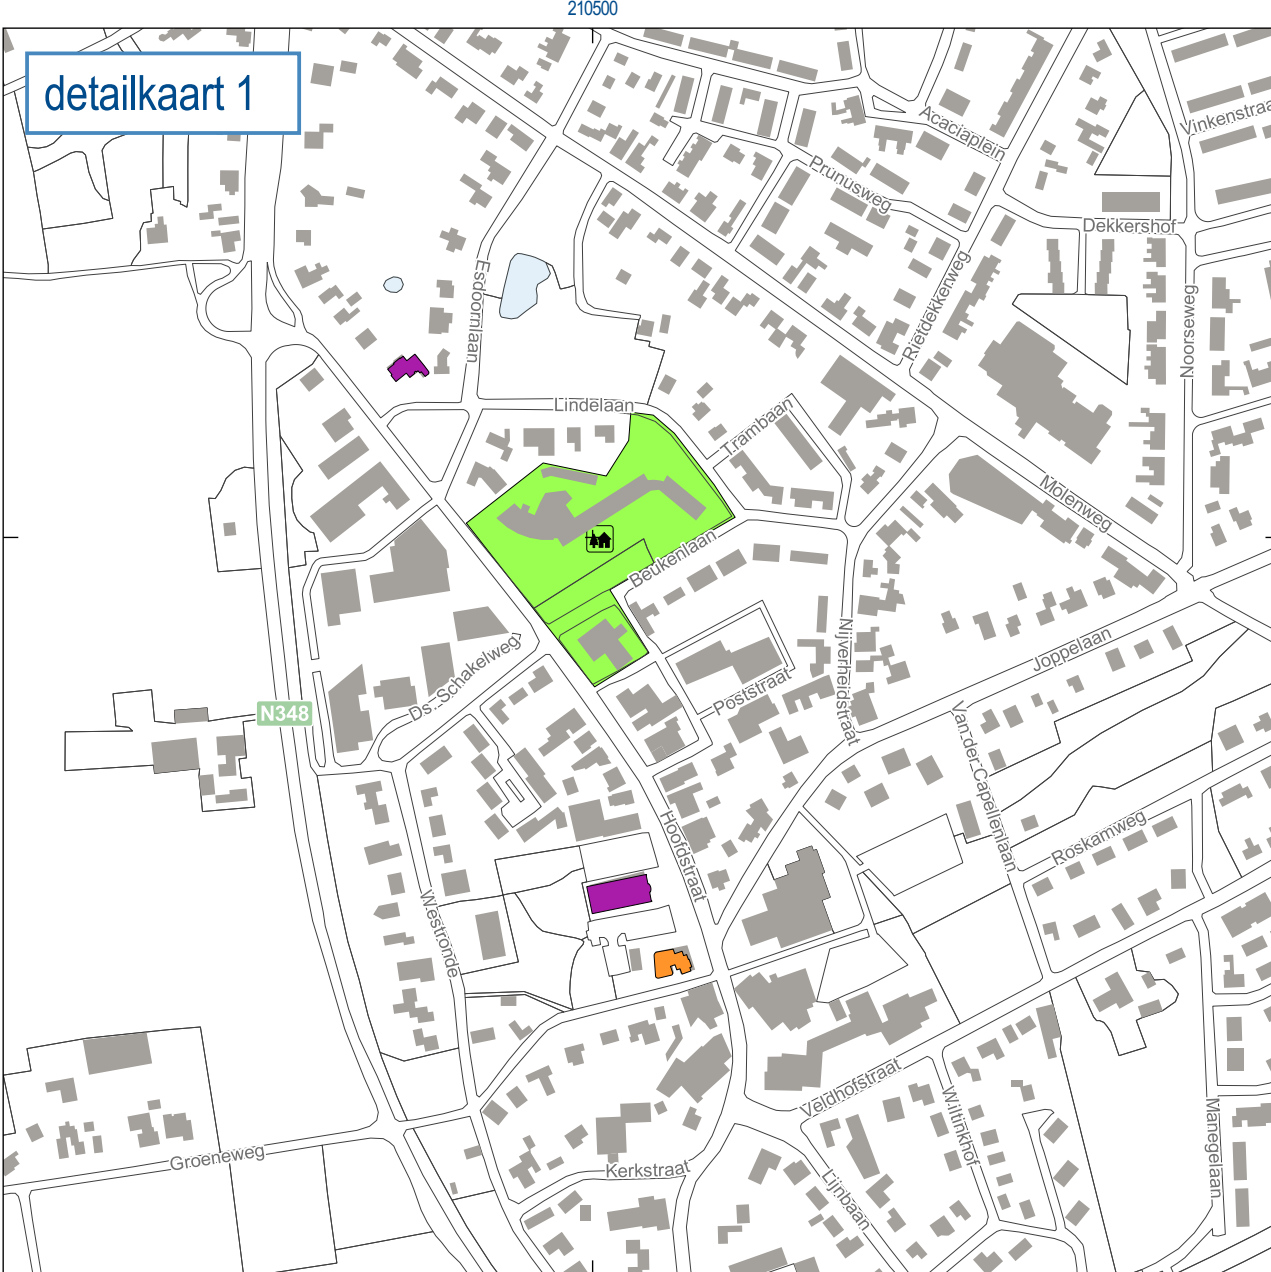 210500
detailkaart 1
Acaciaplein
Vinkenstraa
Prunusweg
Dekkershof
Esdoornlaan
Rietdekkerweg
Noorseweg
Lindelaan
Trambaan
Molenweg
Beukenlaan
Nijverheidstraat
Joppelaan
Ds. Schakelweg
Poststraat
N348
Van der Capellenlaan
Hoofdstraat
Roskamweg
Westronde
Veldhofstraat
Wiltinkhof
Manegelaan
Groeneweg
Kerkstraat
Lijnbaan